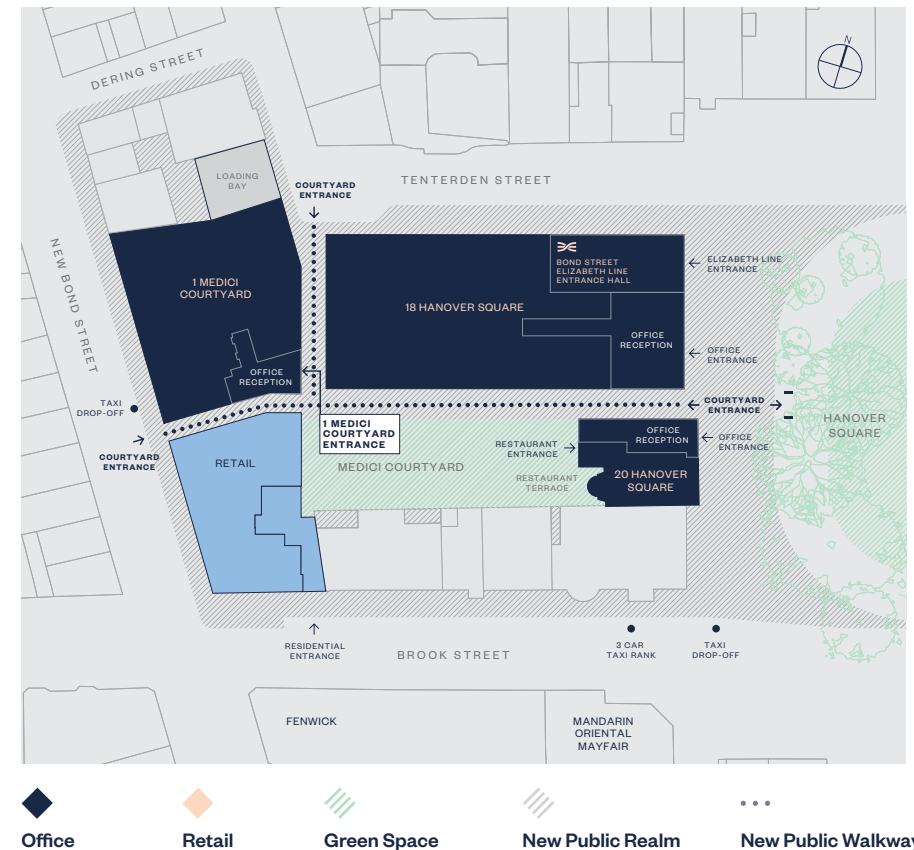 N
DERING STREET
LOADING
BAY
COURTYARD
ENTRANCE
TENTERDEN STREET
NEW BOND STREET
1 MEDICI
COURTYARD
18 HANOVER SQUARE
BOND STREET
ELIZABETH LINE
ENTRANCE HALL
ELIZABETH LINE
ENTRANCE
OFFICE
RECEPTION
OFFICE
ENTRANCE
OFFICE
RECEPTION
TAXI
DROP-OFF
COURTYARD
ENTRANCE
HANOVER
SQUARE
1 MEDICI
COURTYARD
ENTRANCE
OFFICE
RECEPTION
OFFICE
ENTRANCE
RESTAURANT
ENTRANCE
COURTYARD
ENTRANCE
RETAIL
MEDICI COURTYARD
RESTAURANT
TERRACE
20 HANOVER
SQUARE
RESIDENTIAL
ENTRANCE
BROOK STREET
3 CAR
TAXI RANK
TAXI
DROP-OFF
FENWICK
MANDARIN
ORIENTAL
MAYFAIR
Office
Retail
Green Space
New Public Realm
New Public Walkway